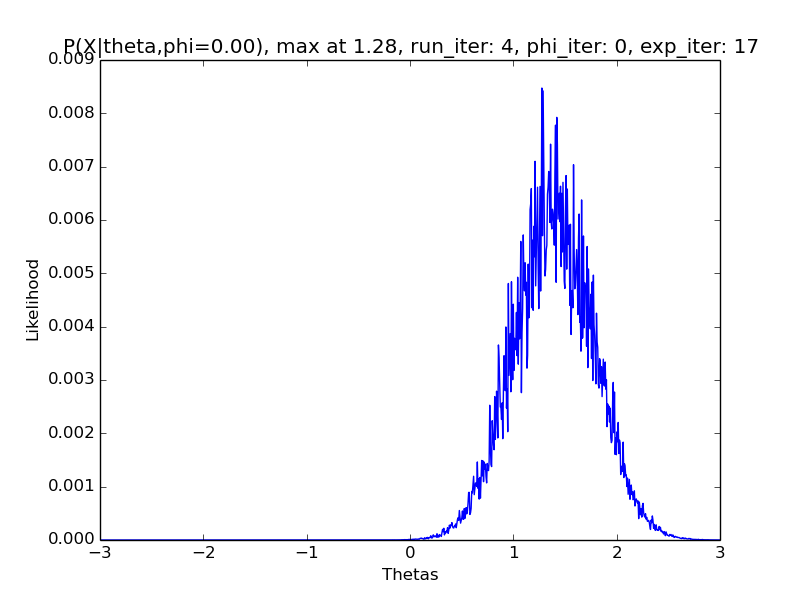 P(X|theta,phi=0.00), max at 1.28, run_iter: 4, phi_iter: 0, exp_iter: 17
0.009
0.008
0.007
0.006
0.005
0.004
0.003
0.002
0.001
0.000
Likelihood
−3 −2 −1 0 1 2 3
Thetas